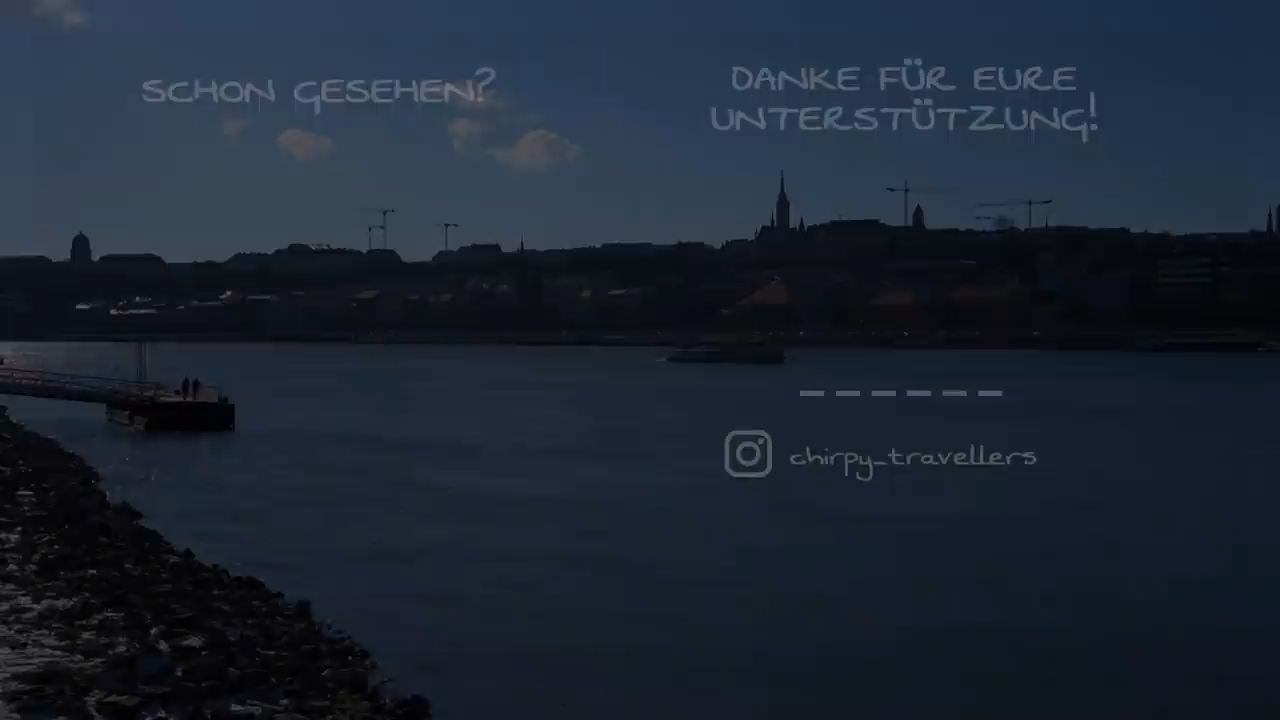 SCHON GESEHEN?
DANKE FÜR EURE
UNTERSTÜTZUNG!
chirpy_travellers